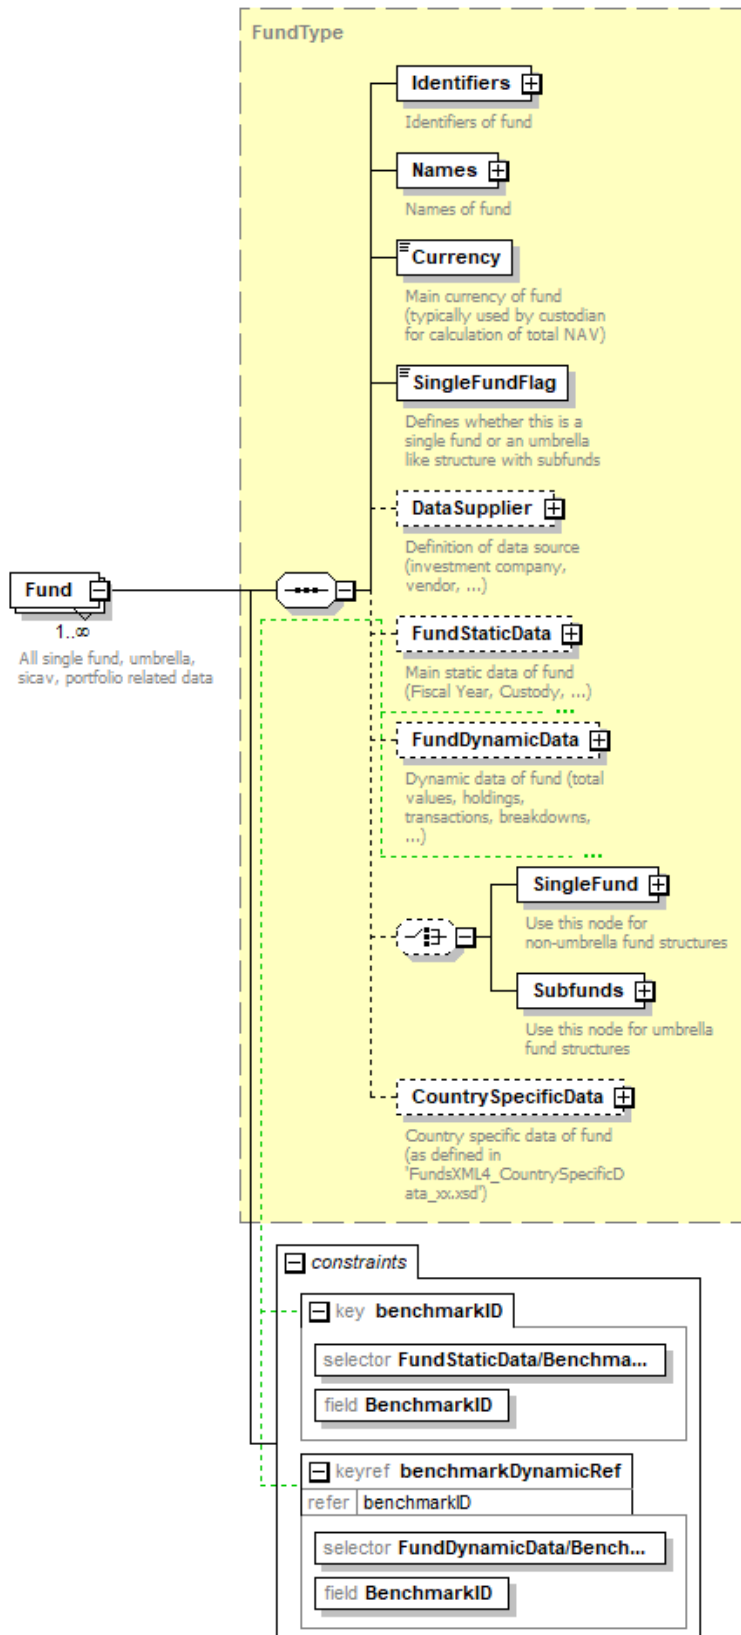 FundType
Identifiers
Identifiers of fund
Names
Names of fund
Currency
Main currency of fund
(typically used by custodian
for calculation of total NAV)
SingleFundFlag
Defines whether this is a
single fund or an umbrella
like structure with subfunds
DataSupplier
Definition of data source
(investment company,
vendor, ...)
Fund
1..∞
All single fund, umbrella,
sicav, portfolio related data
FundStaticData
Main static data of fund
(Fiscal Year, Custody, ...)
...
FundDynamicData
Dynamic data of fund (total
values, holdings,
transactions, breakdowns,
...)
...
SingleFund
Use this node for
non-umbrella fund structures
Subfunds
Use this node for umbrella
fund structures
CountrySpecificData
Country specific data of fund
(as defined in
'FundsXML4_CountrySpecificD
ata_xx.xsd')
constraints
key benchmarkID
selector FundStaticData/Benchma...
field BenchmarkID
keyref benchmarkDynamicRef
refer benchmarkID
selector FundDynamicData/Bench...
field BenchmarkID